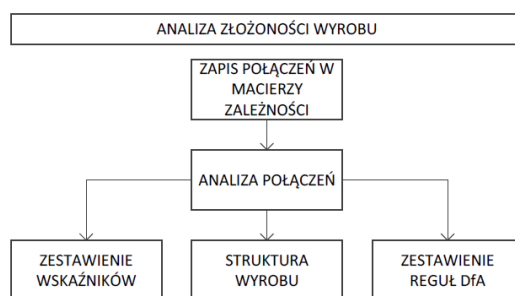 ANALIZA ZŁOŻONOŚCI WYROBU
ZAPIS POŁĄCZEŃ W
MACIERZY
ZALEŻNOŚCI
ANALIZA POŁĄCZEŃ
ZESTAWIENIE
WSKAŹNIKÓW
STRUKTURA
WYROBU
ZESTAWIENIE
REGUŁ DfA